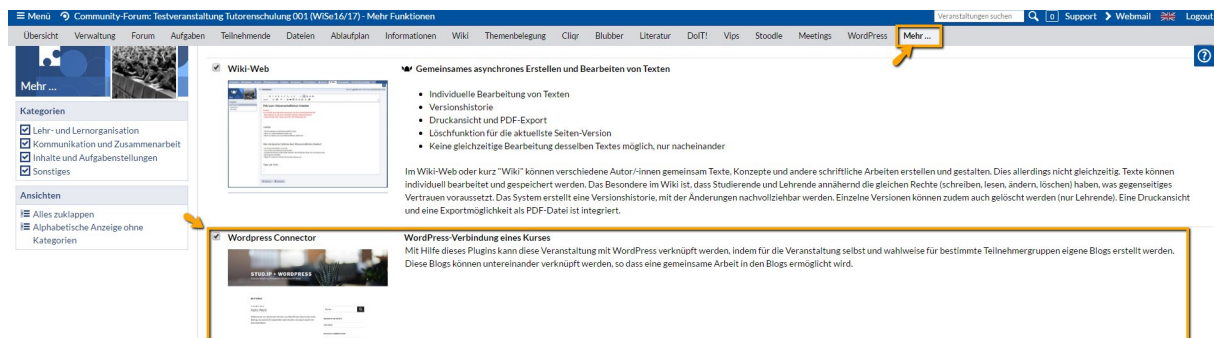 Menü Community-Forum: Testveranstaltung Tutorenschulung 001 (WiSe16/17) - Mehr Funktionen Veranstaltungen suchen 0 Support Webmail Logout
Übersicht Verwaltung Forum Aufgaben Teilnehmende Dateien Ablaufplan Informationen Wiki Themenbelegung Cliqr Blubber Literatur DoIT! Vips Stoodle Meetings WordPress Mehr ...
Mehr ...
Kategorien
Lehr- und Lernorganisation
Kommunikation und Zusammenarbeit
Inhalte und Aufgabenstellungen
Sonstiges
Ansichten
Alles zuklappen
Alphabetische Anzeige ohne
Kategorien
Wiki-Web
Gemeinsames asynchrones Erstellen und Bearbeiten von Texten
• Individuelle Bearbeitung von Texten
• Versionshistorie
• Druckansicht und PDF-Export
• Löschfunktion für die aktuellste Seiten-Version
• Keine gleichzeitige Bearbeitung desselben Textes möglich, nur nacheinander
Im Wiki-Web oder kurz "Wiki" können verschiedene Autor/-innen gemeinsam Texte, Konzepte und andere schriftliche Arbeiten erstellen und gestalten. Dies allerdings nicht gleichzeitig. Texte können
individuell bearbeitet und gespeichert werden. Das Besondere im Wiki ist, dass Studierende und Lehrende annähernd die gleichen Rechte (schreiben, lesen, ändern, löschen) haben, was gegenseitiges
Vertrauen voraussetzt. Das System erstellt eine Versionshistorie, mit der Änderungen nachvollziehbar werden. Einzelne Versionen können zudem auch gelöscht werden (nur Lehrende). Eine Druckansicht
und eine Exportmöglichkeit als PDF-Datei ist integriert.
Wordpress Connector
STUD.IP + WORDPRESS
WordPress-Verbindung eines Kurses
Mit Hilfe dieses Plugins kann diese Veranstaltung mit WordPress verknüpft werden, indem für die Veranstaltung selbst und wahlweise für bestimmte Teilnehmergruppen eigene Blogs erstellt werden.
Diese Blogs können untereinander verknüpft werden, so dass eine gemeinsame Arbeit in den Blogs ermöglicht wird.